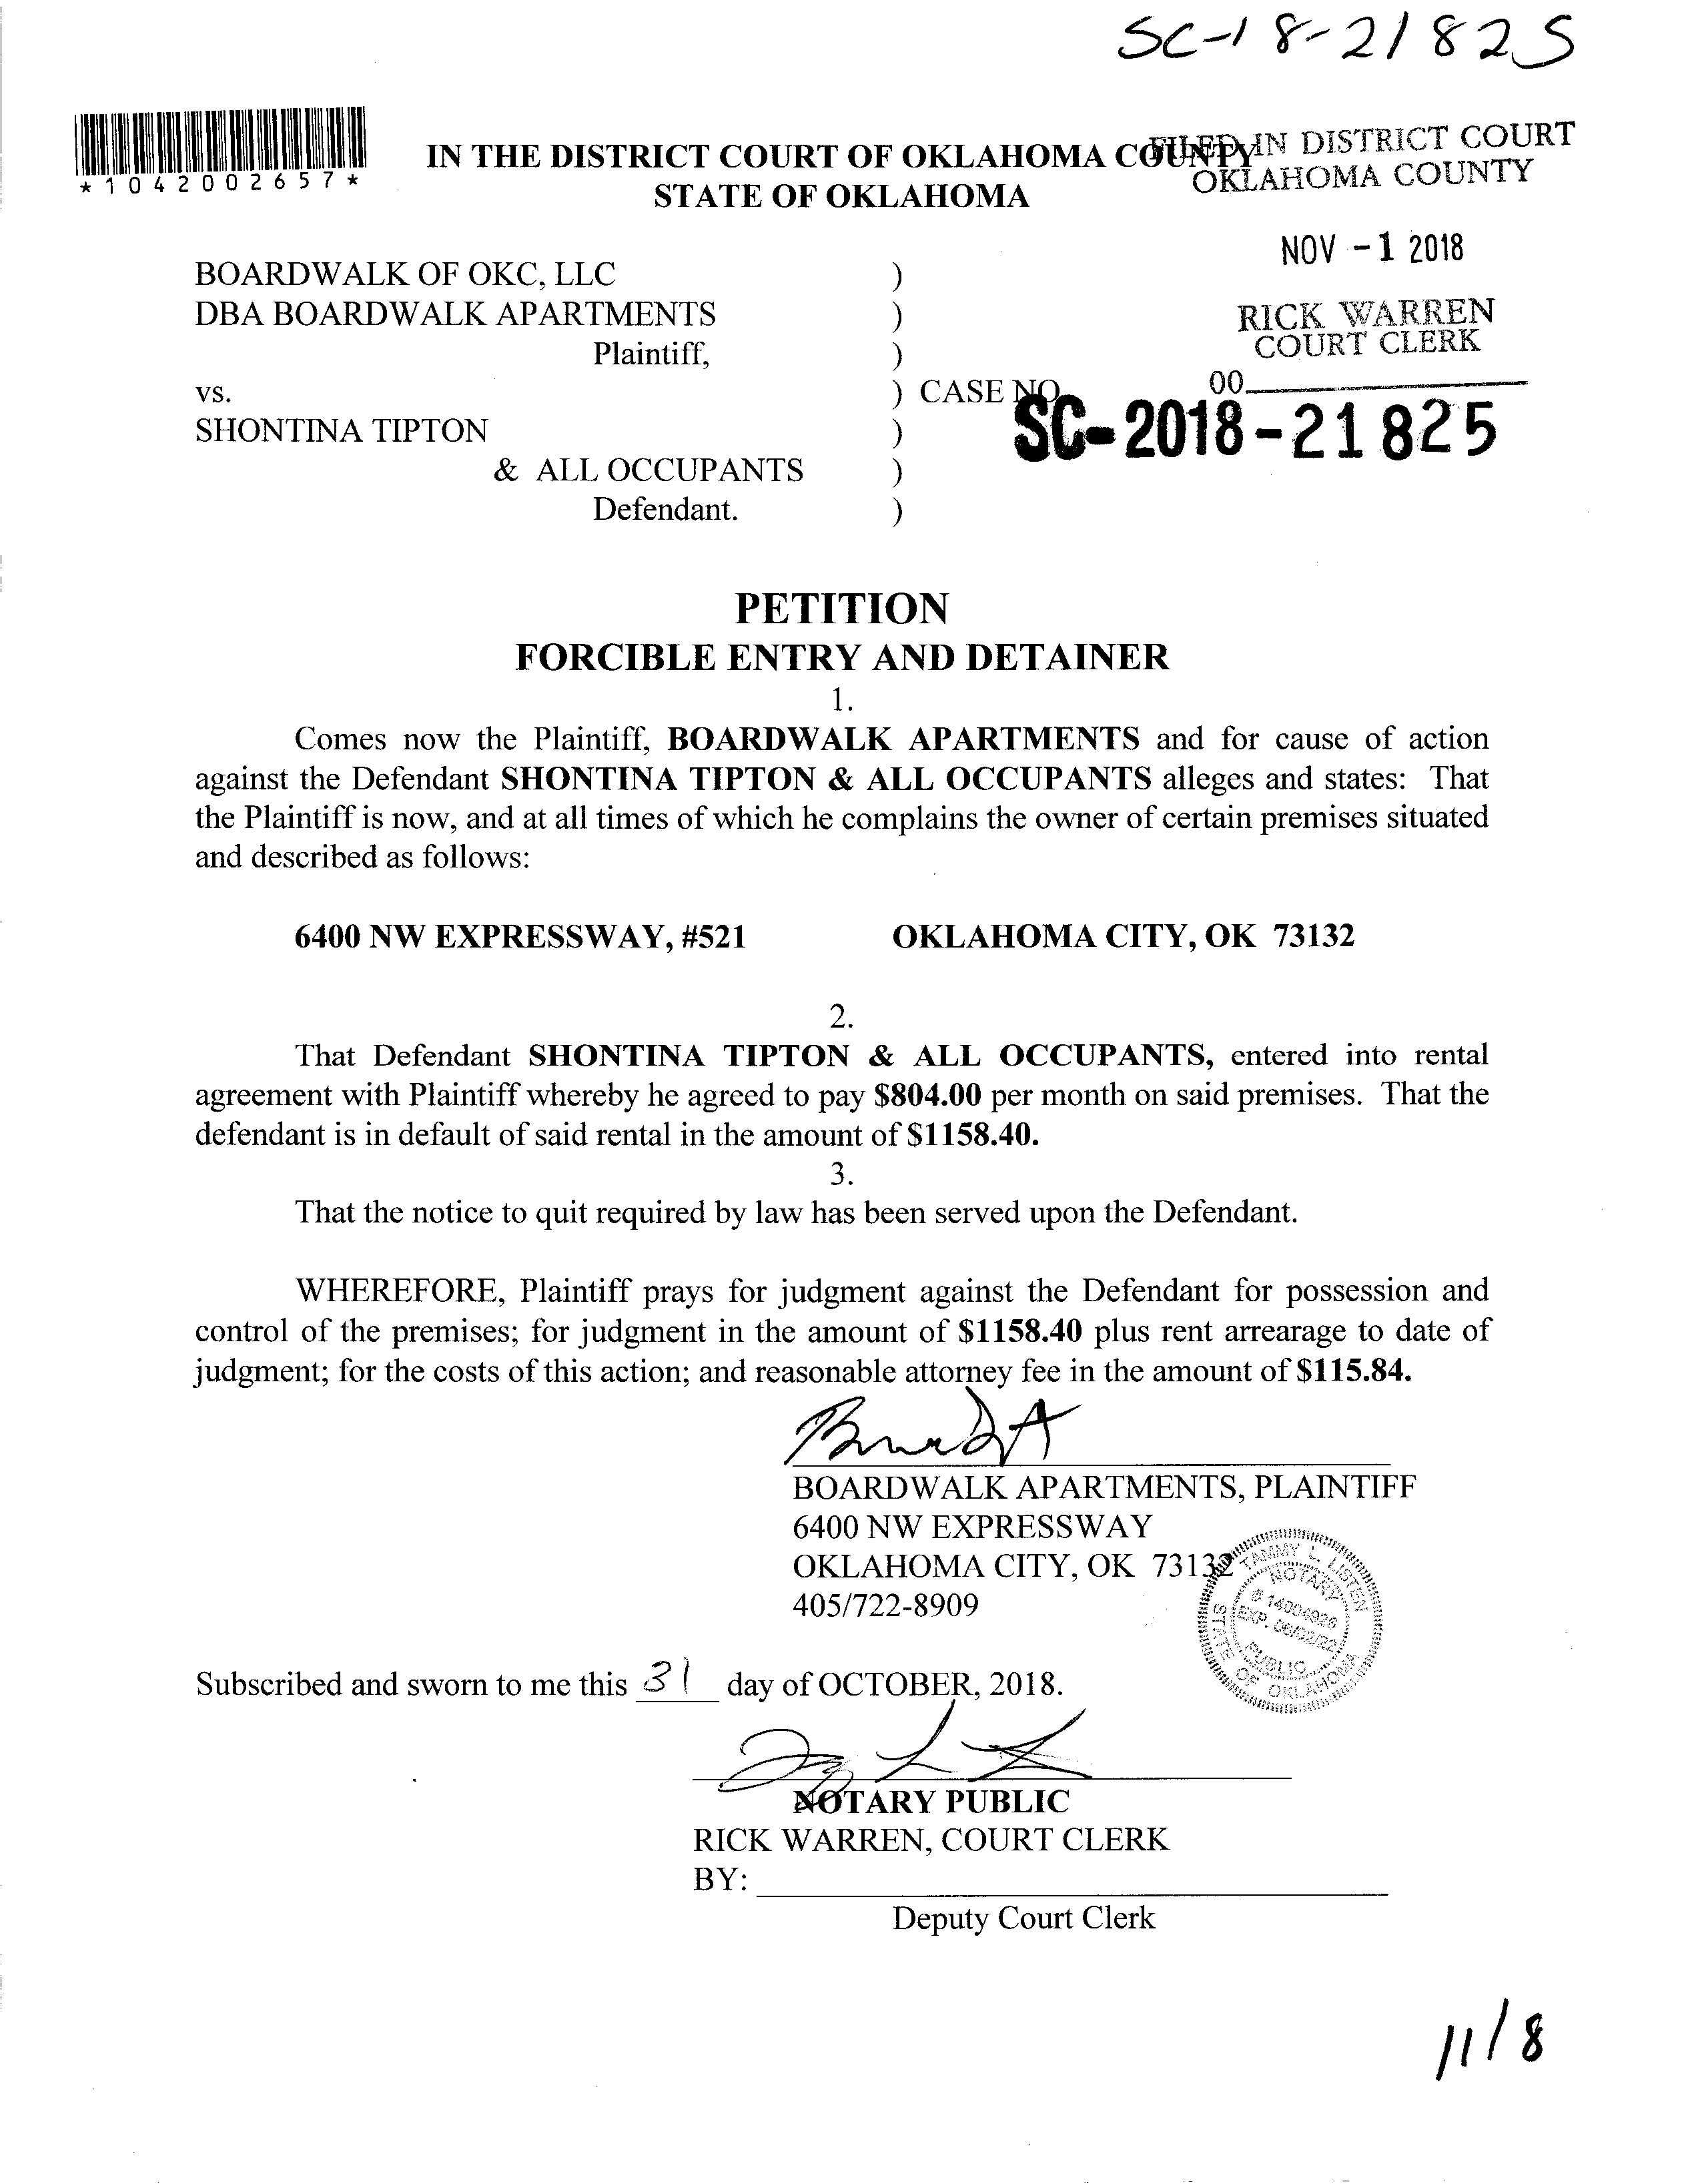 SC-18-21825
*1042002657*
IN THE DISTRICT COURT OF OKLAHOMA COUNTY
STATE OF OKLAHOMA
FILED IN DISTRICT COURT
OKLAHOMA COUNTY
NOV -1 2018
RICK WARREN
COURT CLERK
00
BOARDWALK OF OKC, LLC )
DBA BOARDWALK APARTMENTS )
Plaintiff, )
vs. ) CASE NO.
SC-2018-21825
SHONTINA TIPTON )
& ALL OCCUPANTS )
Defendant. )
PETITION
FORCIBLE ENTRY AND DETAINER
1.
Comes now the Plaintiff, BOARDWALK APARTMENTS and for cause of action
against the Defendant SHONTINA TIPTON & ALL OCCUPANTS alleges and states: That
the Plaintiff is now, and at all times of which he complains the owner of certain premises situated
and described as follows:
6400 NW EXPRESSWAY, #521 OKLAHOMA CITY, OK 73132
2.
That Defendant SHONTINA TIPTON & ALL OCCUPANTS, entered into rental
agreement with Plaintiff whereby he agreed to pay $804.00 per month on said premises. That the
defendant is in default of said rental in the amount of $1158.40.
3.
That the notice to quit required by law has been served upon the Defendant.
WHEREFORE, Plaintiff prays for judgment against the Defendant for possession and
control of the premises; for judgment in the amount of $1158.40 plus rent arrearage to date of
judgment; for the costs of this action; and reasonable attorney fee in the amount of $115.84.
BOARDWALK APARTMENTS, PLAINTIFF
6400 NW EXPRESSWAY
OKLAHOMA CITY, OK 73132
405/722-8909
TAMMY L. LISTEN
NOTARY
# 14004926
EXP. 06/02/22
PUBLIC
STATE OF OKLAHOMA
Subscribed and sworn to me this 31 day of OCTOBER, 2018.
NOTARY PUBLIC
RICK WARREN, COURT CLERK
BY:
Deputy Court Clerk
11/8